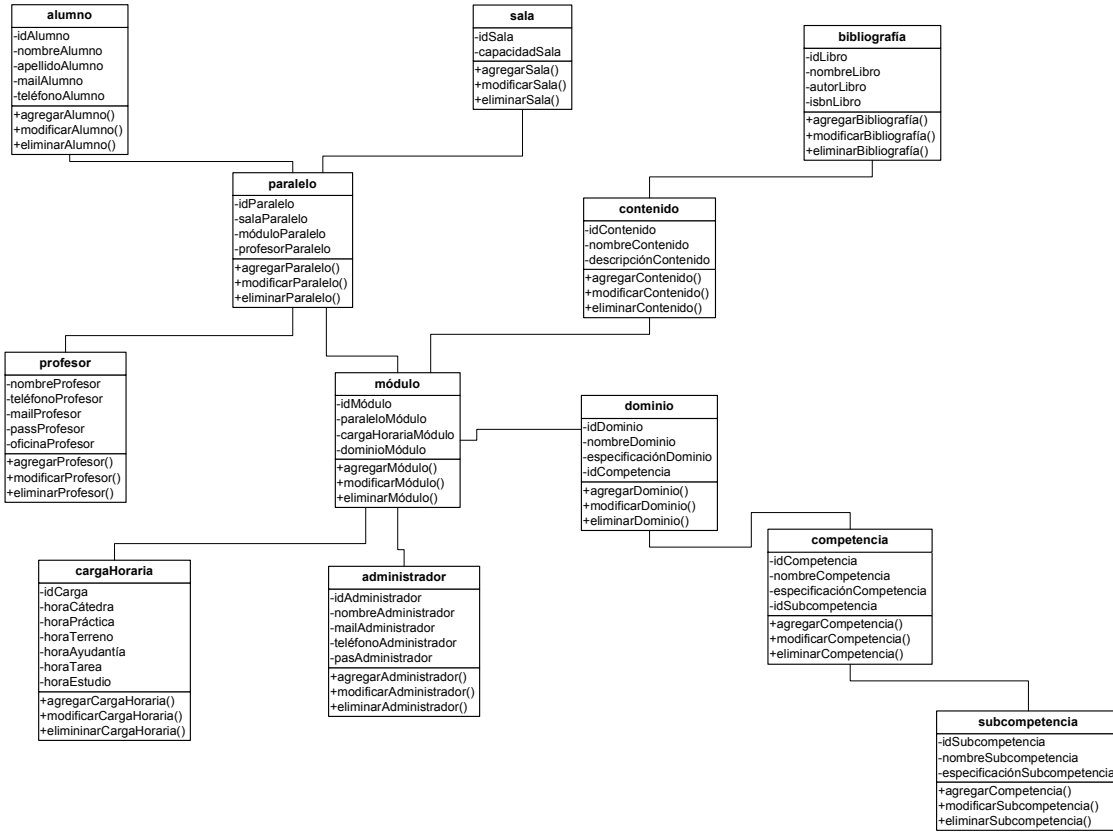 alumno
-idAlumno
-nombreAlumno
-apellidoAlumno
-mailAlumno
-teléfonoAlumno
+agregarAlumno()
+modificarAlumno()
+eliminarAlumno()
sala
-idSala
-capacidadSala
+agregarSala()
+modificarSala()
+eliminarSala()
bibliografía
-idLibro
-nombreLibro
-autorLibro
-isbnLibro
+agregarBibliografía()
+modificarBibliografía()
+eliminarBibliografía()
paralelo
-idParalelo
-salaParalelo
-móduloParalelo
-profesorParalelo
+agregarParalelo()
+modificarParalelo()
+eliminarParalelo()
contenido
-idContenido
-nombreContenido
-descripciónContenido
+agregarContenido()
+modificarContenido()
+eliminarContenido()
profesor
-nombreProfesor
-teléfonoProfesor
-mailProfesor
-passProfesor
-oficinaProfesor
+agregarProfesor()
+modificarProfesor()
+eliminarProfesor()
módulo
-idMódulo
-paraleloMódulo
-cargaHorariaMódulo
-dominioMódulo
+agregarMódulo()
+modificarMódulo()
+eliminarMódulo()
dominio
-idDominio
-nombreDominio
-especificaciónDominio
-idCompetencia
+agregarDominio()
+modificarDominio()
+eliminarDominio()
cargaHoraria
-idCarga
-horaCátedra
-horaPráctica
-horaTerreno
-horaAyudantía
-horaTarea
-horaEstudio
+agregarCargaHoraria()
+modificarCargaHoraria()
+elimininarCargaHoraria()
administrador
-idAdministrador
-nombreAdministrador
-mailAdministrador
-teléfonoAdministrador
-pasAdministrador
+agregarAdministrador()
+modificarAdministrador()
+eliminarAdministrador()
competencia
-idCompetencia
-nombreCompetencia
-especificaciónCompetencia
-idSubcompetencia
+agregarCompetencia()
+modificarCompetencia()
+eliminarCompetencia()
subcompetencia
-idSubcompetencia
-nombreSubcompetencia
-especificaciónSubcompetencia
+agregarCompetencia()
+modificarSubcompetencia()
+eliminarSubcompetencia()